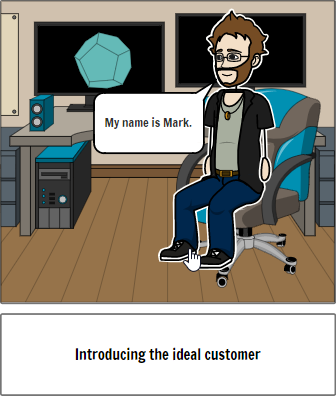 My name is Mark.
Introducing the ideal customer